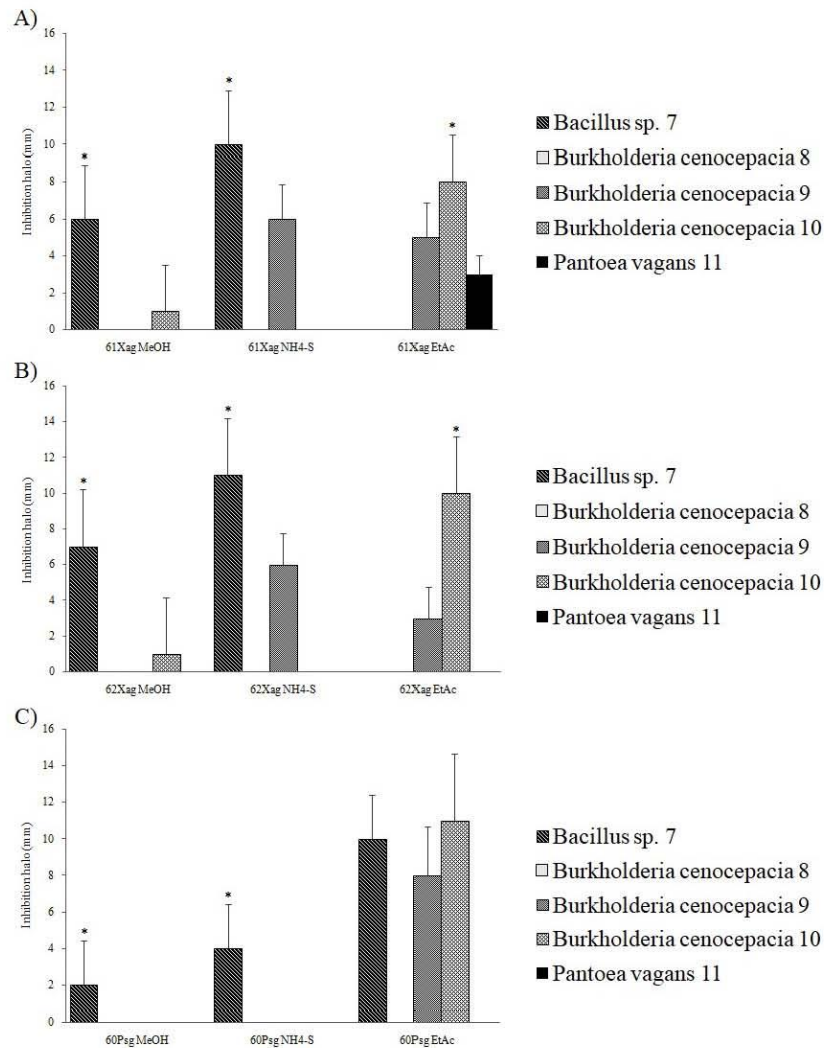 A)
16
14
12
10
8
6
4
2
0
Inhibition halo (mm)
*
*
*
61Xag MeOH
61Xag NH4-S
61Xag EtAc
Bacillus sp. 7
Burkholderia cenocepacia 8
Burkholderia cenocepacia 9
Burkholderia cenocepacia 10
Pantoea vagans 11
B)
16
14
12
10
8
6
4
2
0
Inhibition halo (mm)
*
*
*
62Xag MeOH
62Xag NH4-S
62Xag EtAc
Bacillus sp. 7
Burkholderia cenocepacia 8
Burkholderia cenocepacia 9
Burkholderia cenocepacia 10
Pantoea vagans 11
C)
16
14
12
10
8
6
4
2
0
Inhibition halo (mm)
*
*
60Psg MeOH
60Psg NH4-S
60Psg EtAc
Bacillus sp. 7
Burkholderia cenocepacia 8
Burkholderia cenocepacia 9
Burkholderia cenocepacia 10
Pantoea vagans 11